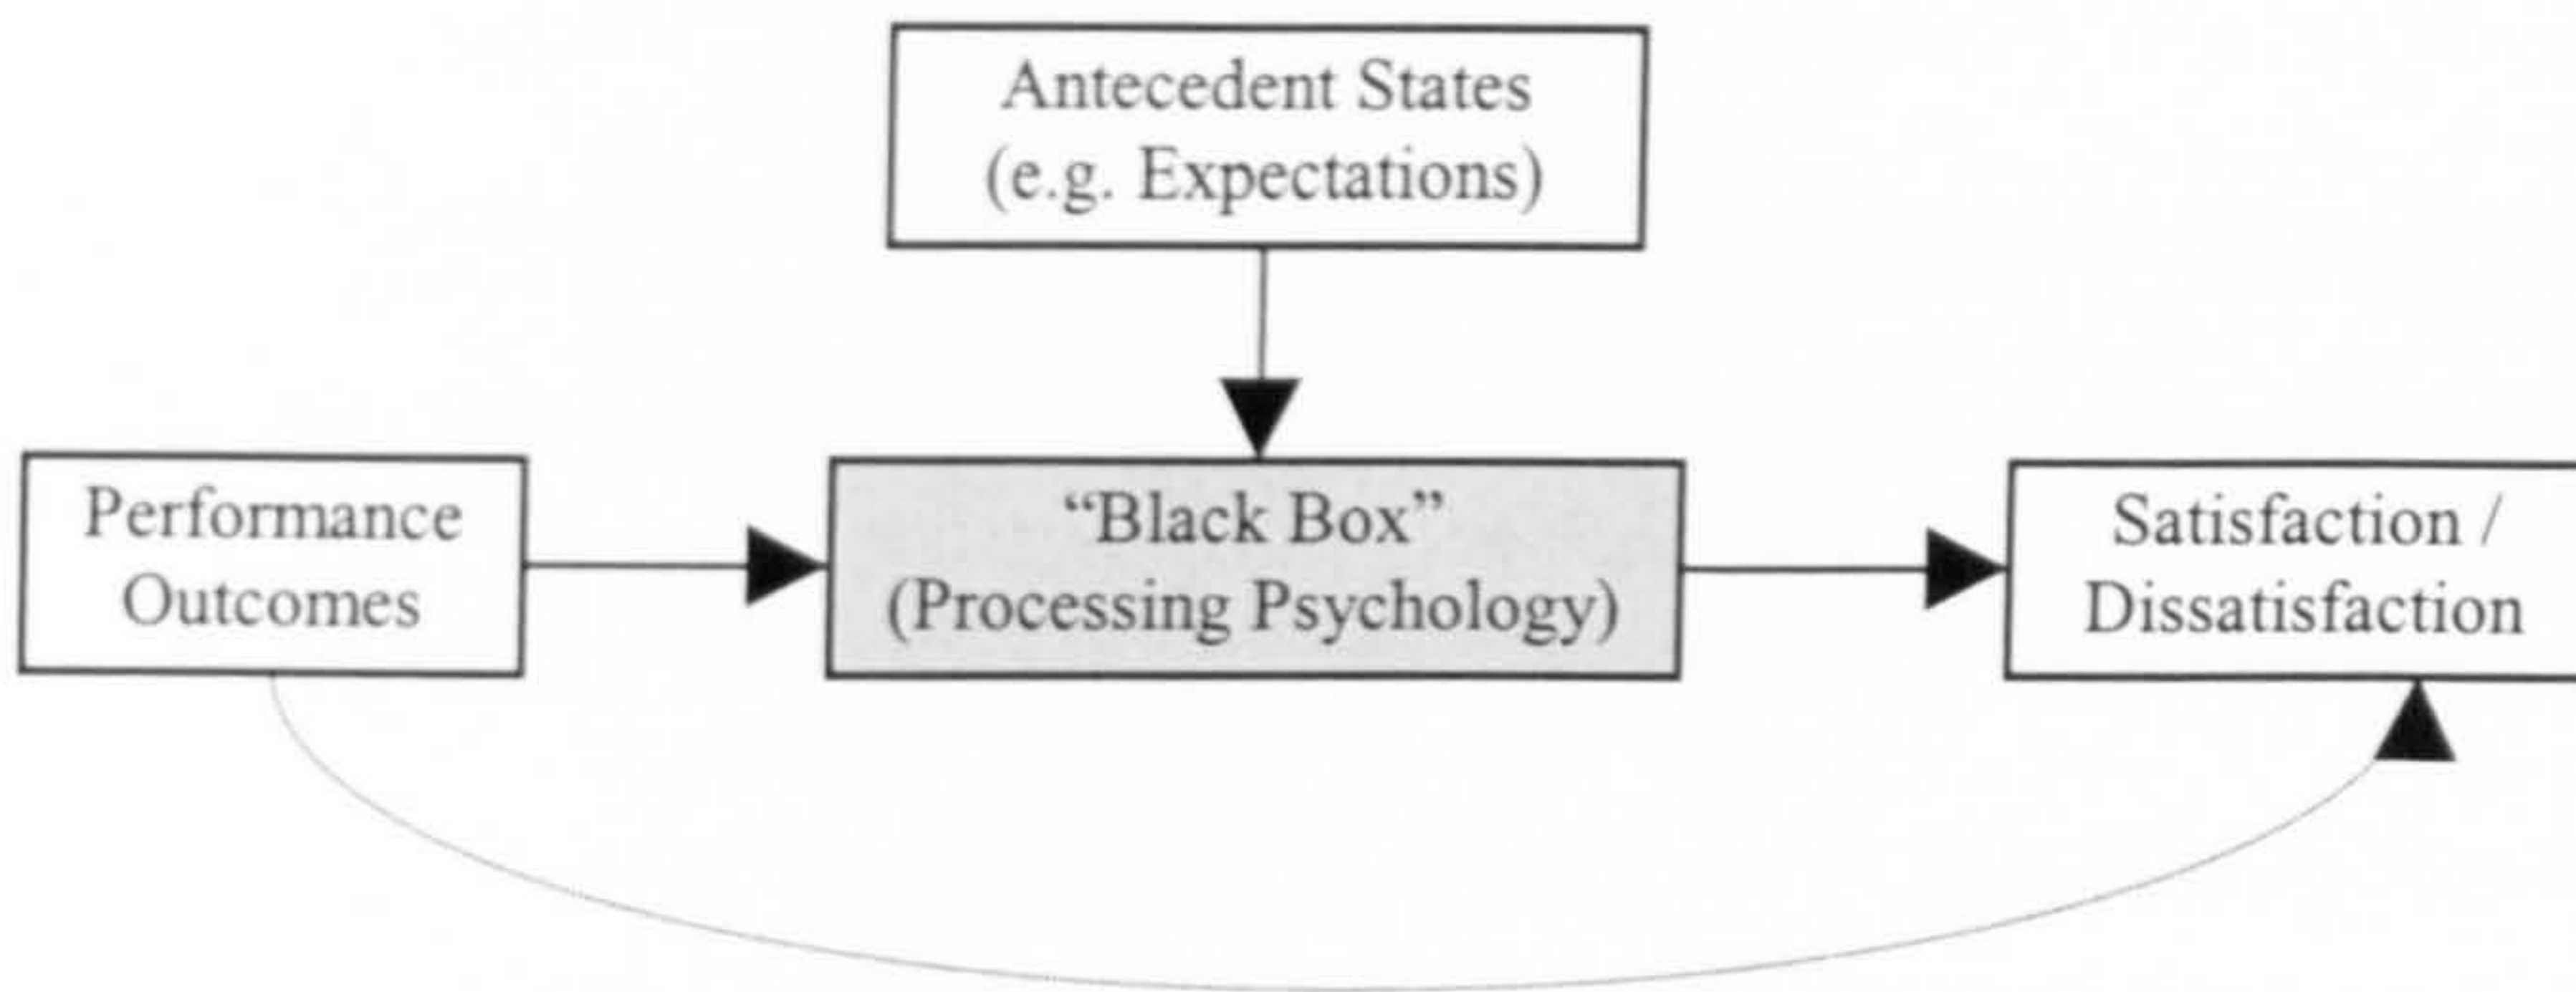 Antecedent States
(e.g. Expectations)
Performance
Outcomes
“Black Box”
(Processing Psychology)
Satisfaction /
Dissatisfaction